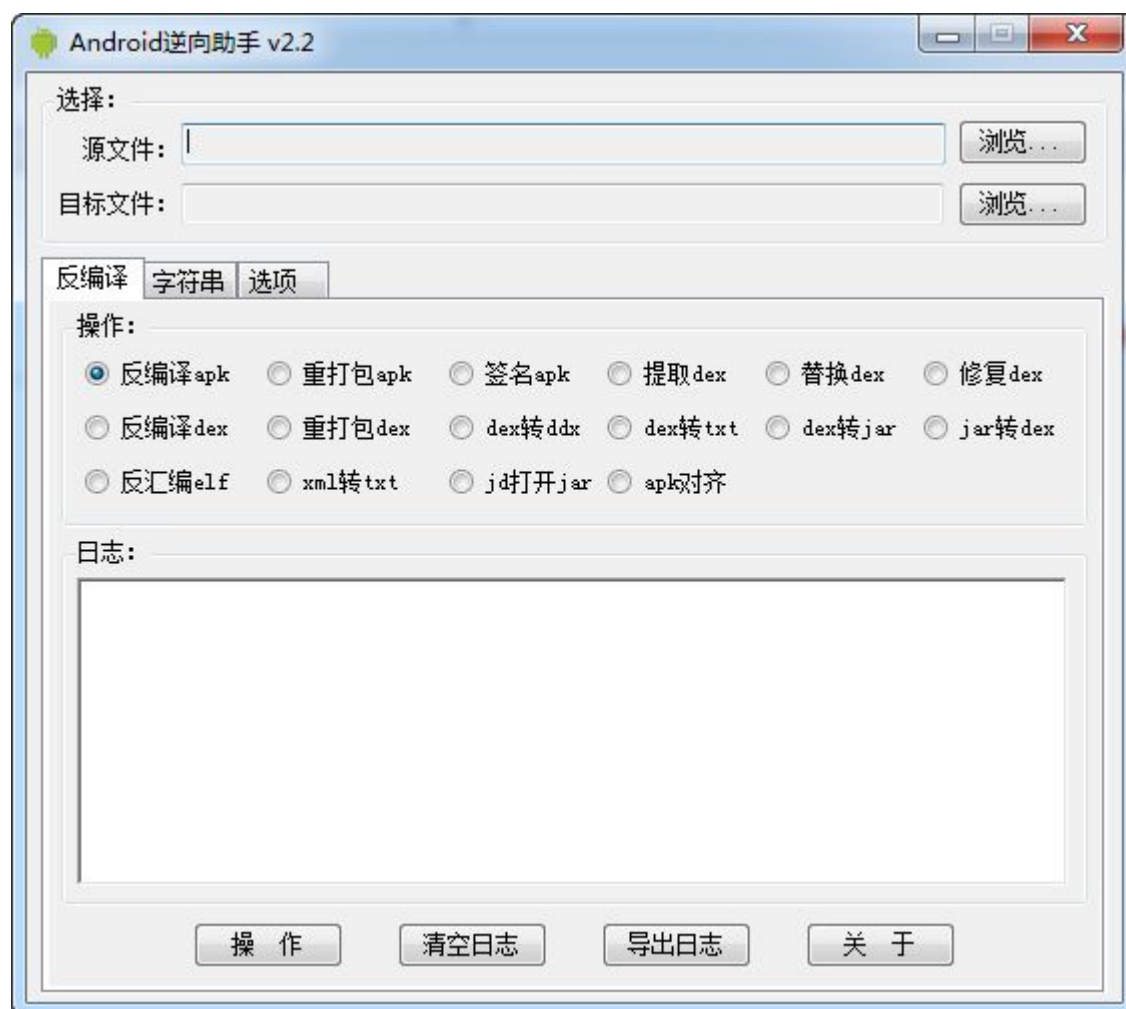 Android逆向助手 v2.2
选择：
源文件： 浏览...
目标文件： 浏览...
反编译 字符串 选项
操作：
反编译apk 重打包apk 签名apk 提取dex 替换dex 修复dex
反编译dex 重打包dex dex转ddx dex转txt dex转jar jar转dex
反汇编elf xml转txt jd打开jar apk对齐
日志：
操 作 清空日志 导出日志 关 于